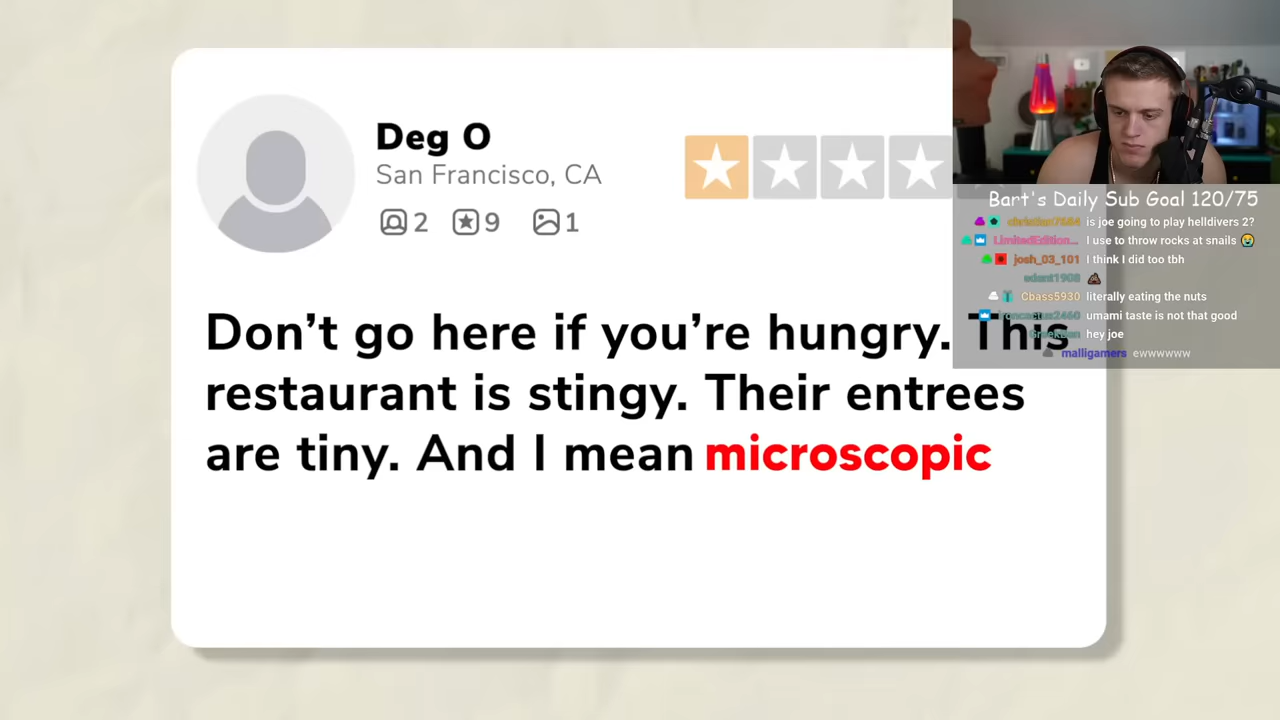 Deg O
San Francisco, CA
2 9 1
Don’t go here if you’re hungry. This
restaurant is stingy. Their entrees
are tiny. And I mean microscopic
Bart's Daily Sub Goal 120/75
christian7684 is joe going to play helldivers 2?
LimitedEdition... I use to throw rocks at snails 😭
josh_03_101 I think I did too tbh
edant1908 💩
Cbass5930 literally eating the nuts
umami taste is not that good
hey joe
malligamers ewwwwww